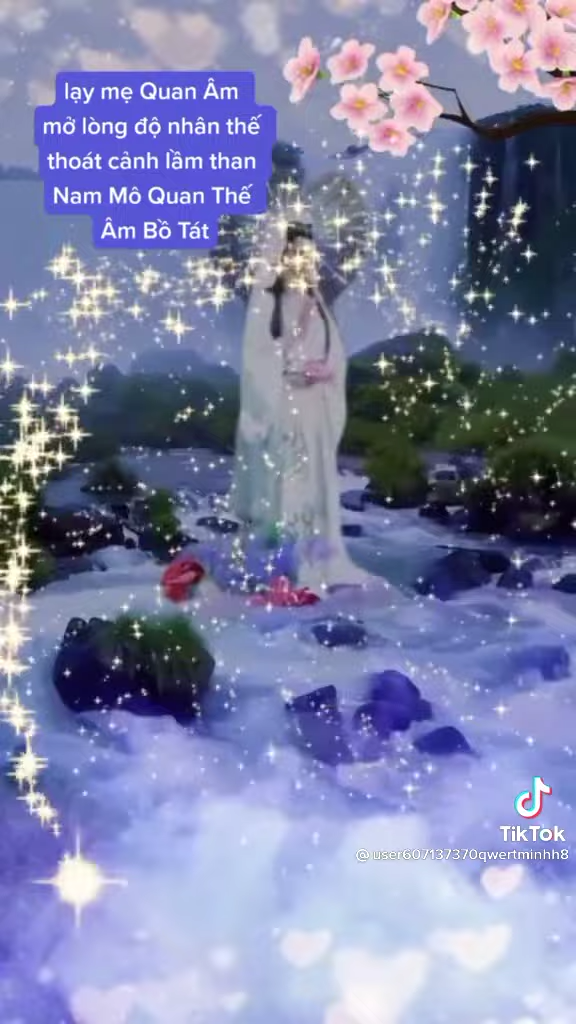 lạy mẹ Quan Âm
mở lòng độ nhân thế
thoát cảnh lầm than
Nam Mô Quan Thế
Âm Bồ Tát
TikTok
@user607137370qwertminhh8